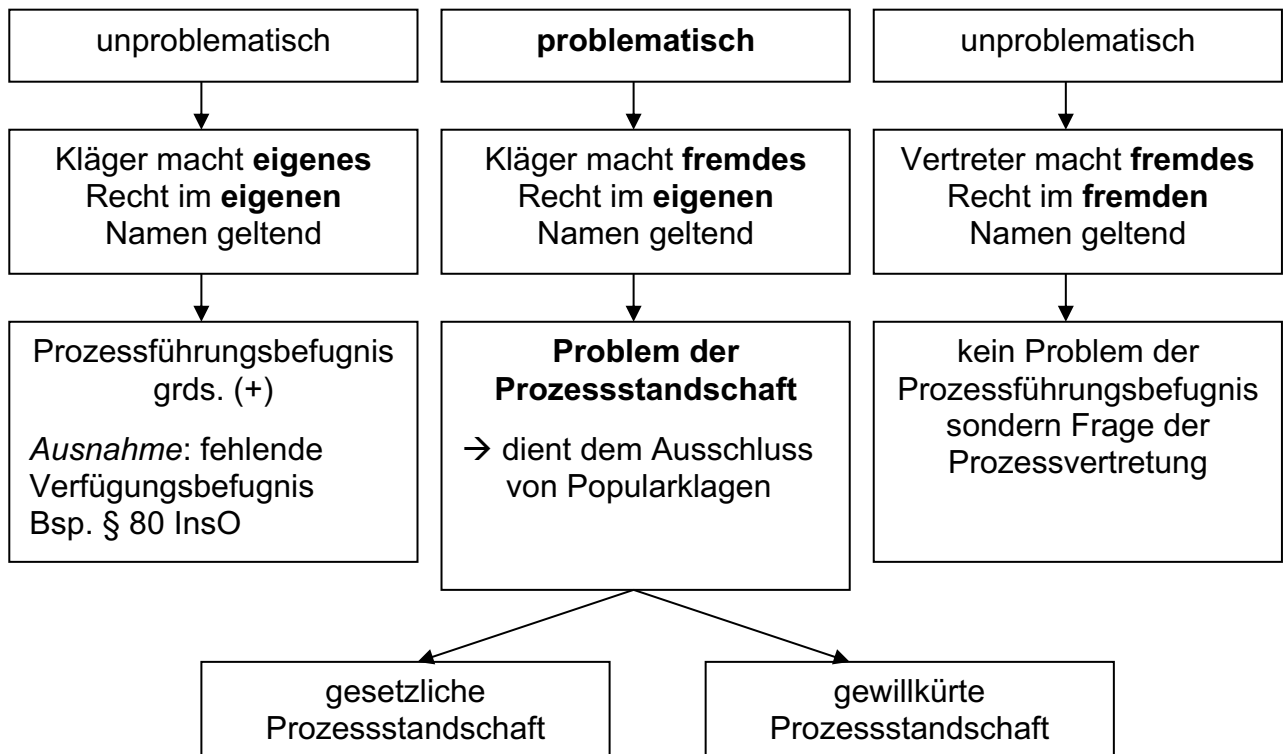 unproblematisch
problematisch
unproblematisch
Kläger macht eigenes
Recht im eigenen
Namen geltend
Kläger macht fremdes
Recht im eigenen
Namen geltend
Vertreter macht fremdes
Recht im fremden
Namen geltend
Prozessführungsbefugnis
grds. (+)
Ausnahme: fehlende
Verfügungsbefugnis
Bsp. § 80 InsO
Problem der
Prozessstandschaft
→ dient dem Ausschluss
von Popularklagen
kein Problem der
Prozessführungsbefugnis
sondern Frage der
Prozessvertretung
gesetzliche
Prozessstandschaft
gewillkürte
Prozessstandschaft